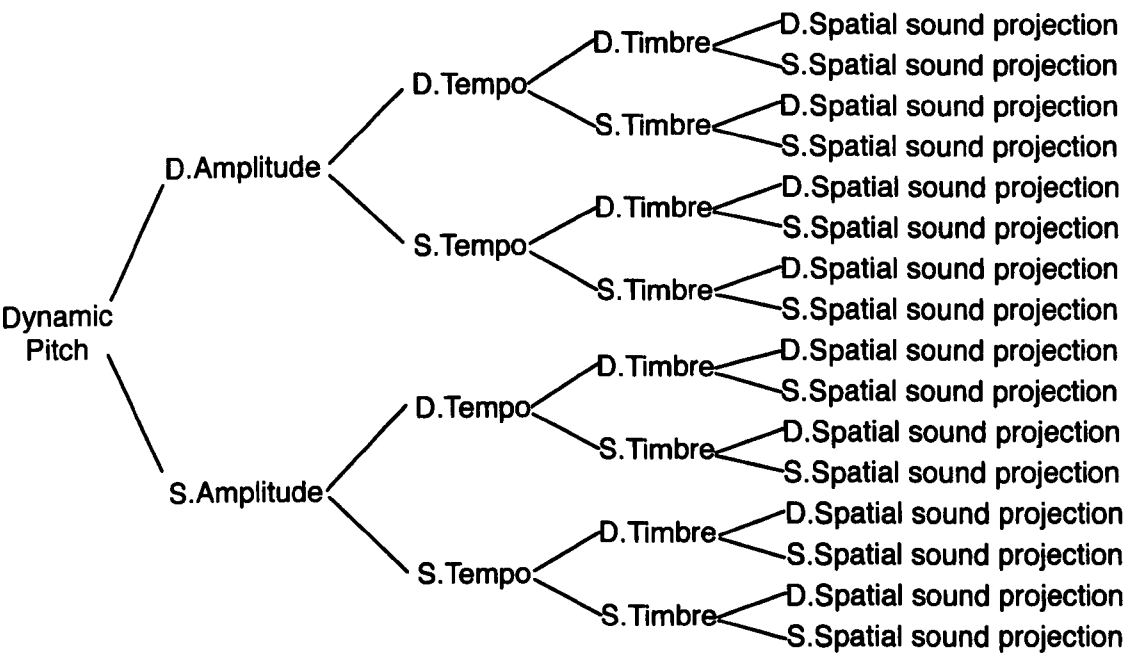 D.Spatial sound projection
D.Timbre
S.Spatial sound projection
D.Tempo
D.Spatial sound projection
S.Timbre
S.Spatial sound projection
D.Amplitude
D.Spatial sound projection
D.Timbre
S.Spatial sound projection
S.Tempo
D.Spatial sound projection
S.Timbre
S.Spatial sound projection
Dynamic
Pitch
D.Spatial sound projection
D.Timbre
S.Spatial sound projection
D.Tempo
D.Spatial sound projection
S.Timbre
S.Spatial sound projection
S.Amplitude
D.Spatial sound projection
D.Timbre
S.Spatial sound projection
S.Tempo
D.Spatial sound projection
S.Timbre
S.Spatial sound projection